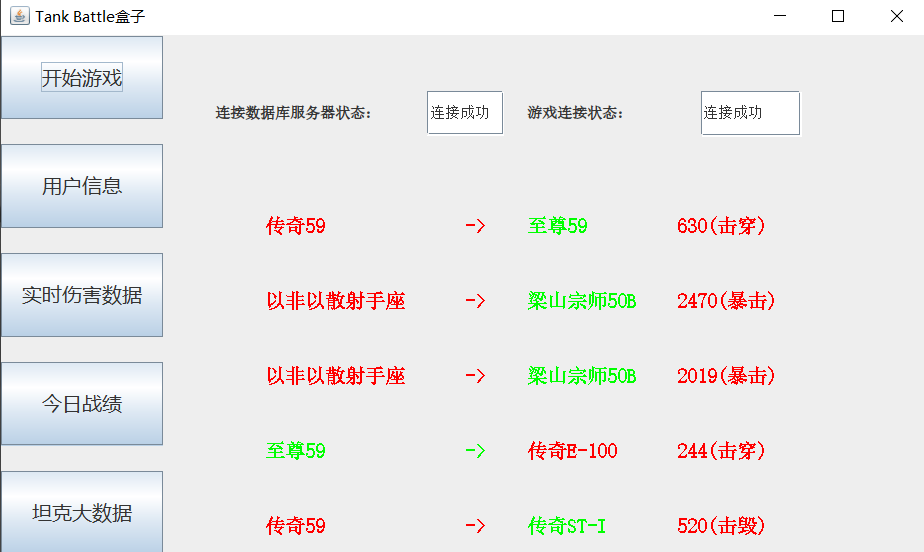 Tank Battle盒子
开始游戏
连接数据库服务器状态： 连接成功 游戏连接状态： 连接成功
用户信息
传奇59 -> 至尊59 630(击穿)
实时伤害数据
以非以散射手座 -> 梁山宗师50B 2470(暴击)
今日战绩
以非以散射手座 -> 梁山宗师50B 2019(暴击)
至尊59 -> 传奇E-100 244(击穿)
坦克大数据
传奇59 -> 传奇ST-I 520(击毁)